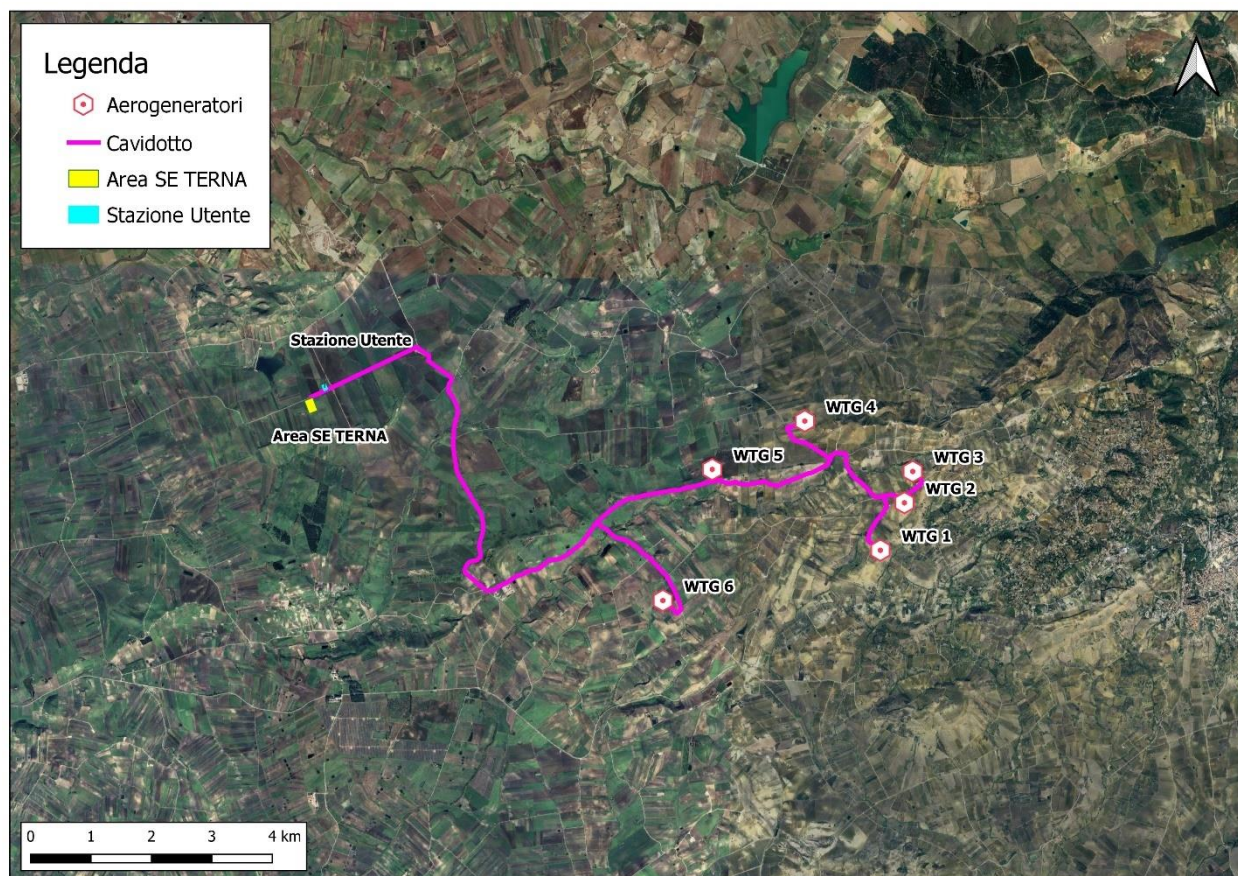 Legenda
Aerogeneratori
Cavidotto
Area SE TERNA
Stazione Utente
Stazione Utente
Area SE TERNA
WTG 4
WTG 5
WTG 3
WTG 2
WTG 1
WTG 6
0 1 2 3 4 km